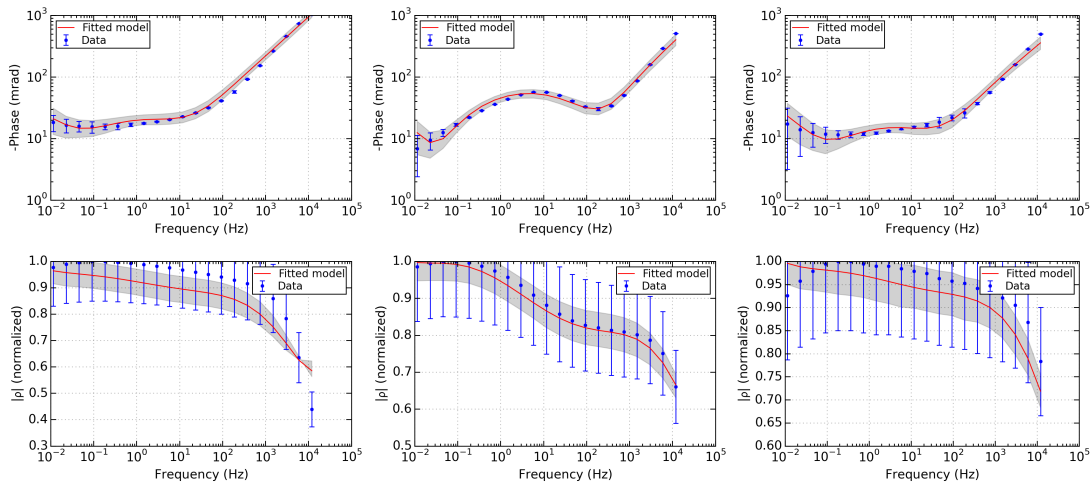 10^3
10^2
10^1
10^0
-Phase (mrad)
Fitted model
Data
10^-2 10^-1 10^0 10^1 10^2 10^3 10^4 10^5
Frequency (Hz)
10^3
10^2
10^1
10^0
-Phase (mrad)
Fitted model
Data
10^-2 10^-1 10^0 10^1 10^2 10^3 10^4 10^5
Frequency (Hz)
10^3
10^2
10^1
10^0
-Phase (mrad)
Fitted model
Data
10^-2 10^-1 10^0 10^1 10^2 10^3 10^4 10^5
Frequency (Hz)
1.0
0.9
0.8
0.7
0.6
0.5
0.4
0.3
|ρ| (normalized)
Fitted model
Data
10^-2 10^-1 10^0 10^1 10^2 10^3 10^4 10^5
Frequency (Hz)
1.0
0.9
0.8
0.7
0.6
0.5
|ρ| (normalized)
Fitted model
Data
10^-2 10^-1 10^0 10^1 10^2 10^3 10^4 10^5
Frequency (Hz)
1.00
0.95
0.90
0.85
0.80
0.75
0.70
0.65
0.60
|ρ| (normalized)
Fitted model
Data
10^-2 10^-1 10^0 10^1 10^2 10^3 10^4 10^5
Frequency (Hz)